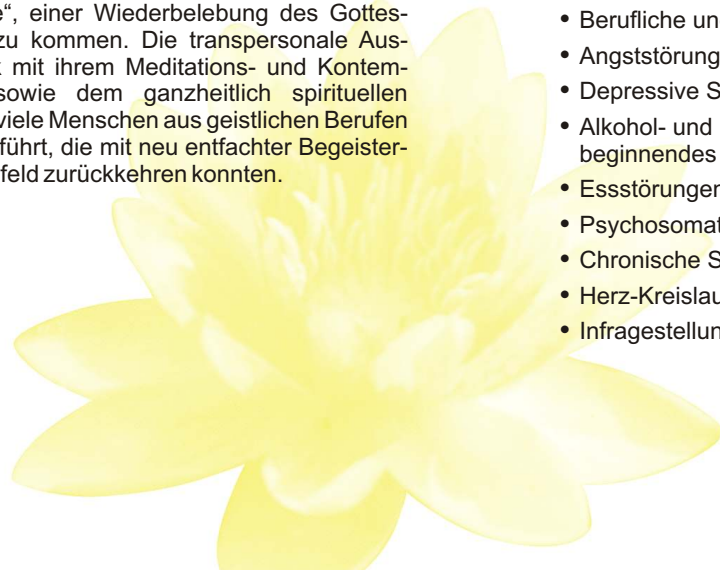 e“, einer Wiederbelebung des Gottes-
zu kommen. Die transpersonale Aus-
k mit ihrem Meditations- und Kontem-
sowie dem ganzheitlich spirituellen
viele Menschen aus geistlichen Berufen
führt, die mit neu entfachter Begeister-
feld zurückkehren konnten.
• Berufliche un
• Angststörung
• Depressive S
• Alkohol- und
beginnendes
• Essstörungen
• Psychosomat
• Chronische S
• Herz-Kreislau
• Infragestellun